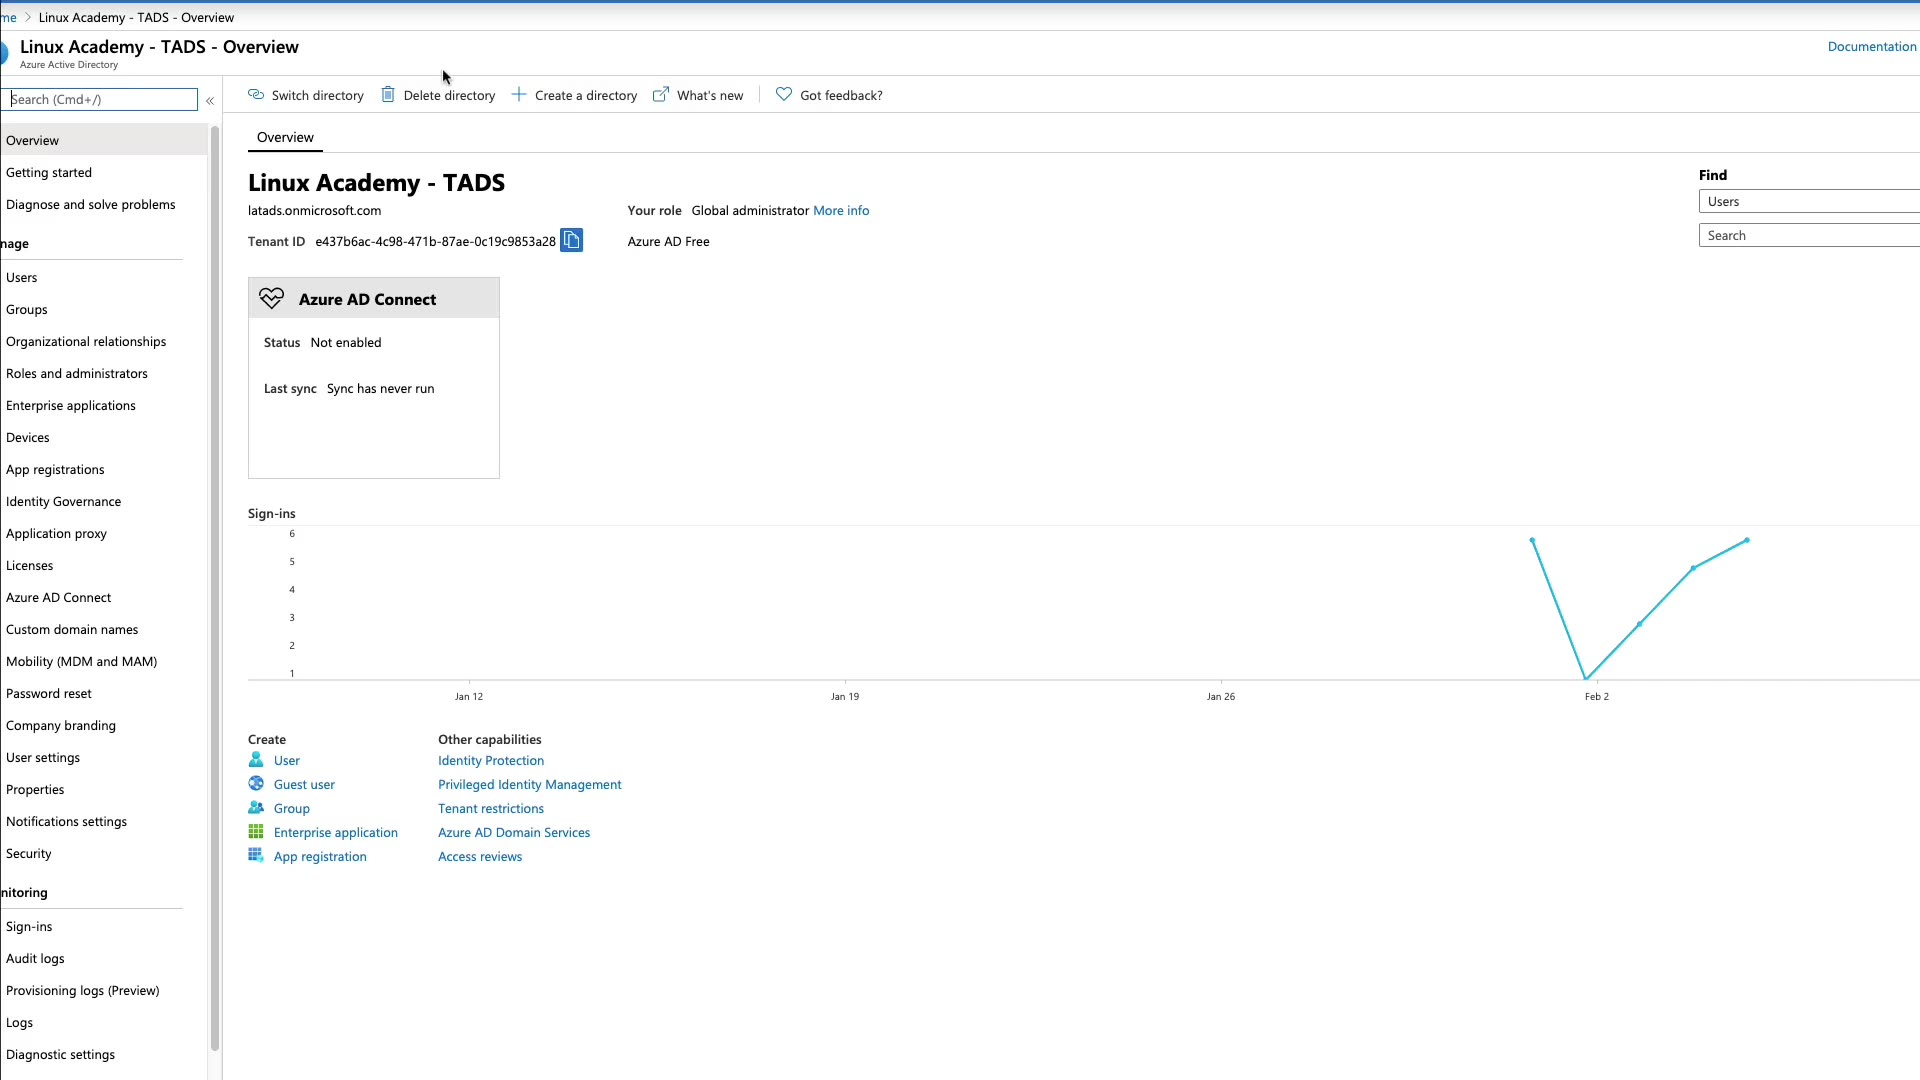 me > Linux Academy - TADS - Overview
Linux Academy - TADS - Overview
Azure Active Directory
Documentation
Search (Cmd+/)
«
Switch directory
Delete directory
Create a directory
What's new
Got feedback?
Overview
Getting started
Diagnose and solve problems
nage
Users
Groups
Organizational relationships
Roles and administrators
Enterprise applications
Devices
App registrations
Identity Governance
Application proxy
Licenses
Azure AD Connect
Custom domain names
Mobility (MDM and MAM)
Password reset
Company branding
User settings
Properties
Notifications settings
Security
nitoring
Sign-ins
Audit logs
Provisioning logs (Preview)
Logs
Diagnostic settings
Overview
Linux Academy - TADS
latads.onmicrosoft.com
Your role Global administrator More info
Tenant ID e437b6ac-4c98-471b-87ae-0c19c9853a28
Azure AD Free
Find
Users
Search
Azure AD Connect
Status Not enabled
Last sync Sync has never run
Sign-ins
6
5
4
3
2
1
Jan 12
Jan 19
Jan 26
Feb 2
Create
User
Guest user
Group
Enterprise application
App registration
Other capabilities
Identity Protection
Privileged Identity Management
Tenant restrictions
Azure AD Domain Services
Access reviews